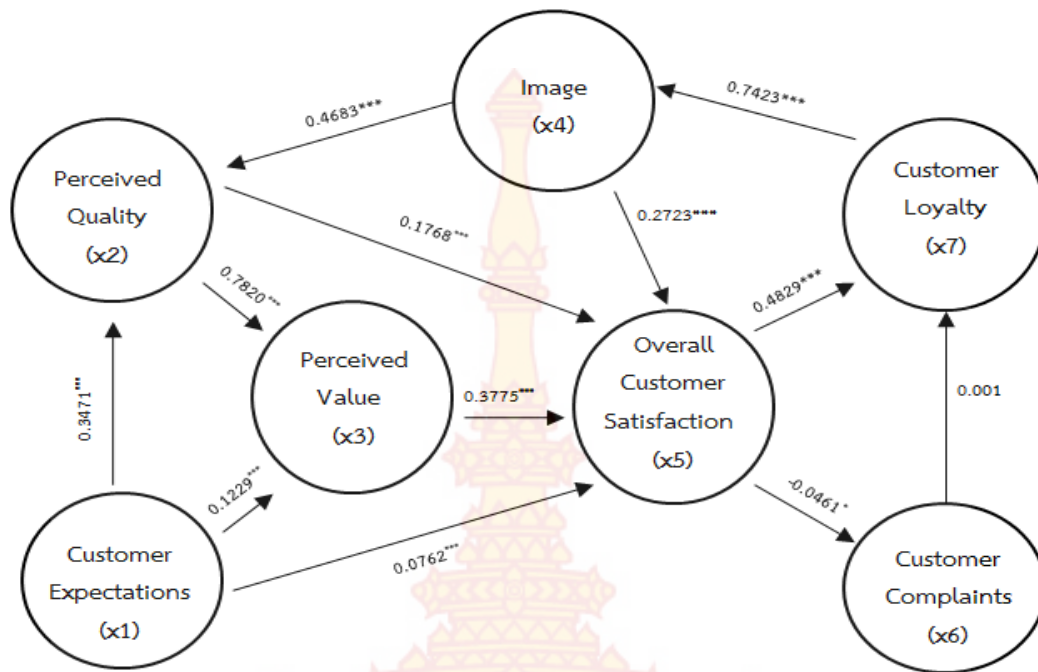 Image
(x4)
0.7423***
0.4683***
Perceived
Quality
(x2)
Customer
Loyalty
(x7)
0.1768***
0.2723***
0.7820***
0.4829***
Perceived
Value
(x3)
Overall
Customer
Satisfaction
(x5)
0.3775***
0.001
0.3471***
0.1229***
-0.0461*
0.0762***
Customer
Expectations
(x1)
Customer
Complaints
(x6)